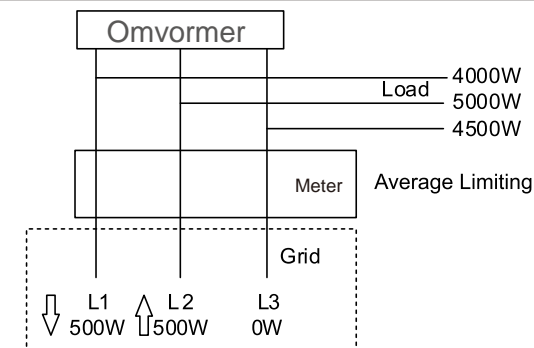 Omvormer
4000W
Load
5000W
4500W
Meter
Average Limiting
Grid
L1 L2 L3
500W 500W 0W